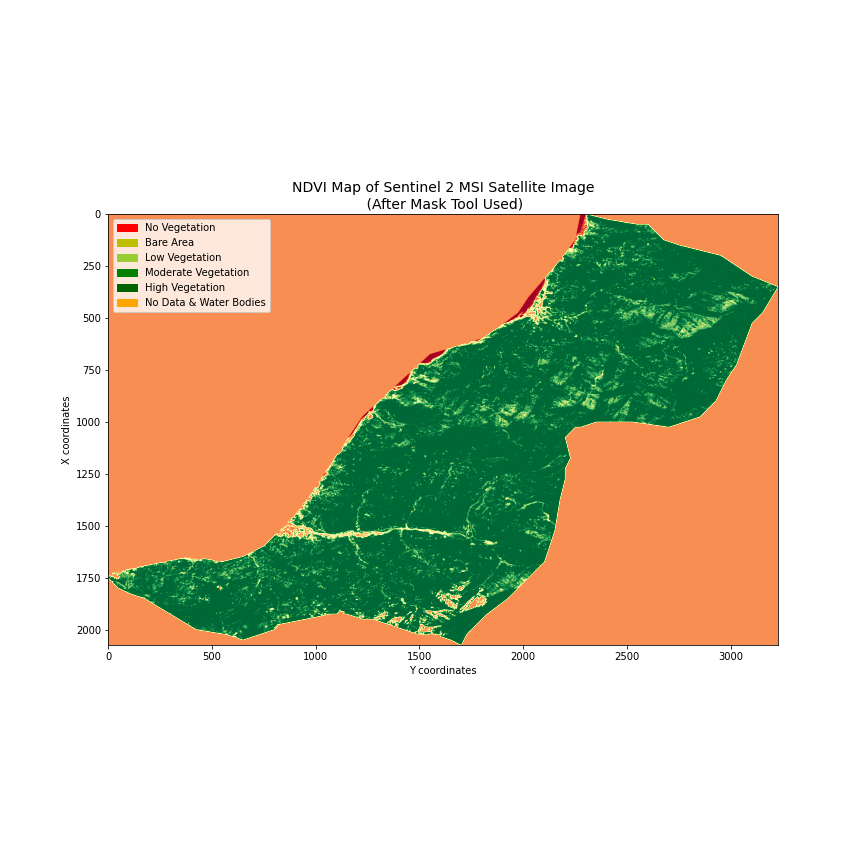 NDVI Map of Sentinel 2 MSI Satellite Image
(After Mask Tool Used)
No Vegetation
Bare Area
Low Vegetation
Moderate Vegetation
High Vegetation
No Data & Water Bodies
0
250
500
750
1000
1250
1500
1750
2000
X coordinates
0
500
1000
1500
2000
2500
3000
Y coordinates